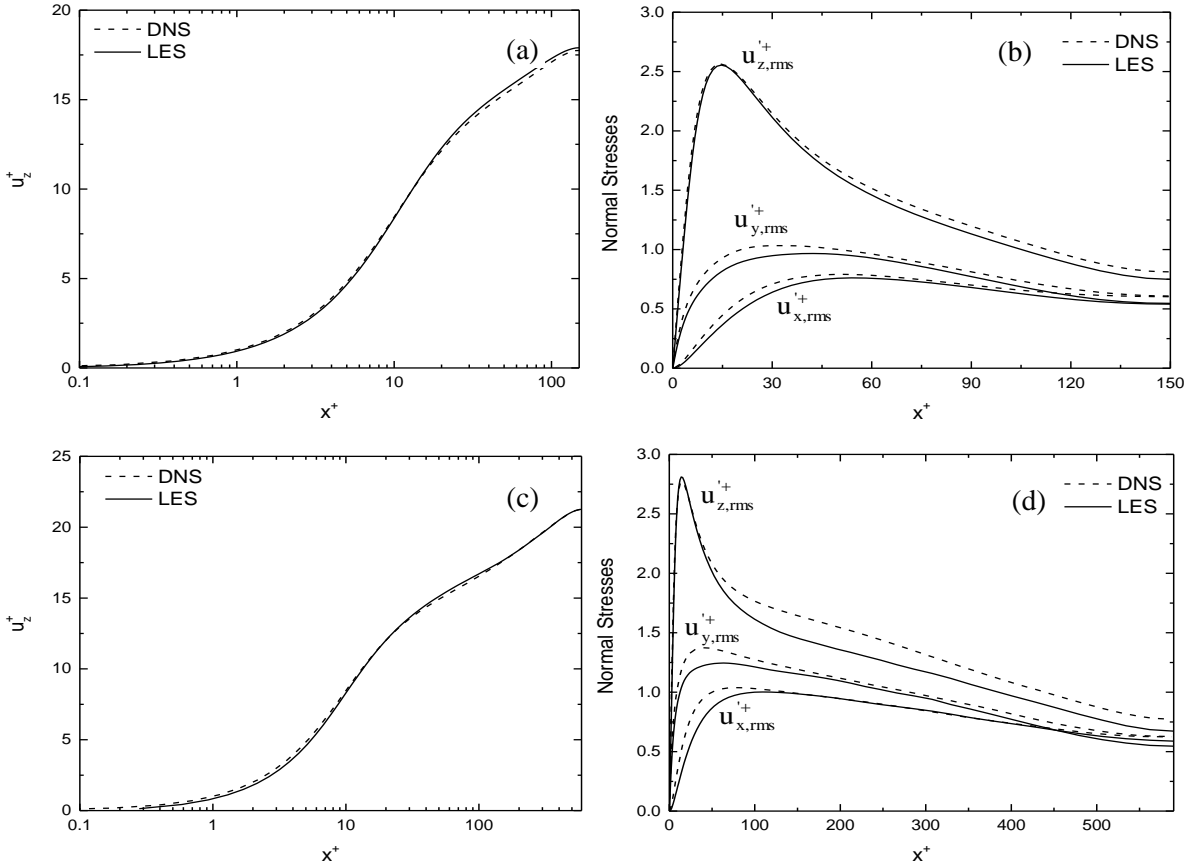 20
15
10
5
0
0.1
1
10
100
x+
u_z^+
DNS
LES
(a)
3.0
2.5
2.0
1.5
1.0
0.5
0.0
0
30
60
90
120
150
x+
Normal Stresses
u'+ z,rms
u'+ y,rms
u'+ x,rms
(b)
DNS
LES
25
20
15
10
5
0
0.1
1
10
100
x+
u_z^+
DNS
LES
(c)
3.0
2.5
2.0
1.5
1.0
0.5
0.0
0
50
100
200
300
400
500
x+
Normal Stresses
u'+ z,rms
u'+ y,rms
u'+ x,rms
(d)
DNS
LES